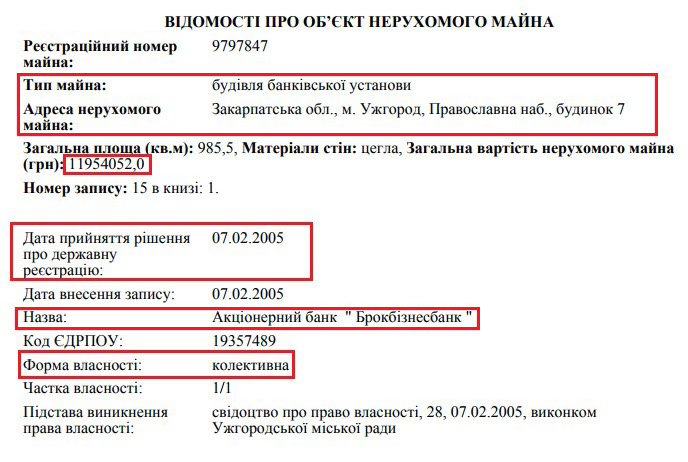 ВІДОМОСТІ ПРО ОБ’ЄКТ НЕРУХОМОГО МАЙНА
Реєстраційний номер майна: 9797847
Тип майна: будівля банківської установи
Адреса нерухомого майна: Закарпатська обл., м. Ужгород, Православна наб., будинок 7
Загальна площа (кв.м): 985,5, Матеріали стін: цегла, Загальна вартість нерухомого майна
(грн): 11954052,0
Номер запису: 15 в книзі: 1.
Дата прийняття рішення про державну реєстрацію: 07.02.2005
Дата внесення запису: 07.02.2005
Назва: Акціонерний банк " Брокбізнесбанк "
Код ЄДРПОУ: 19357489
Форма власності: колективна
Частка власності: 1/1
Підстава виникнення права власності: свідоцтво про право власності, 28, 07.02.2005, виконком
Ужгородської міської ради